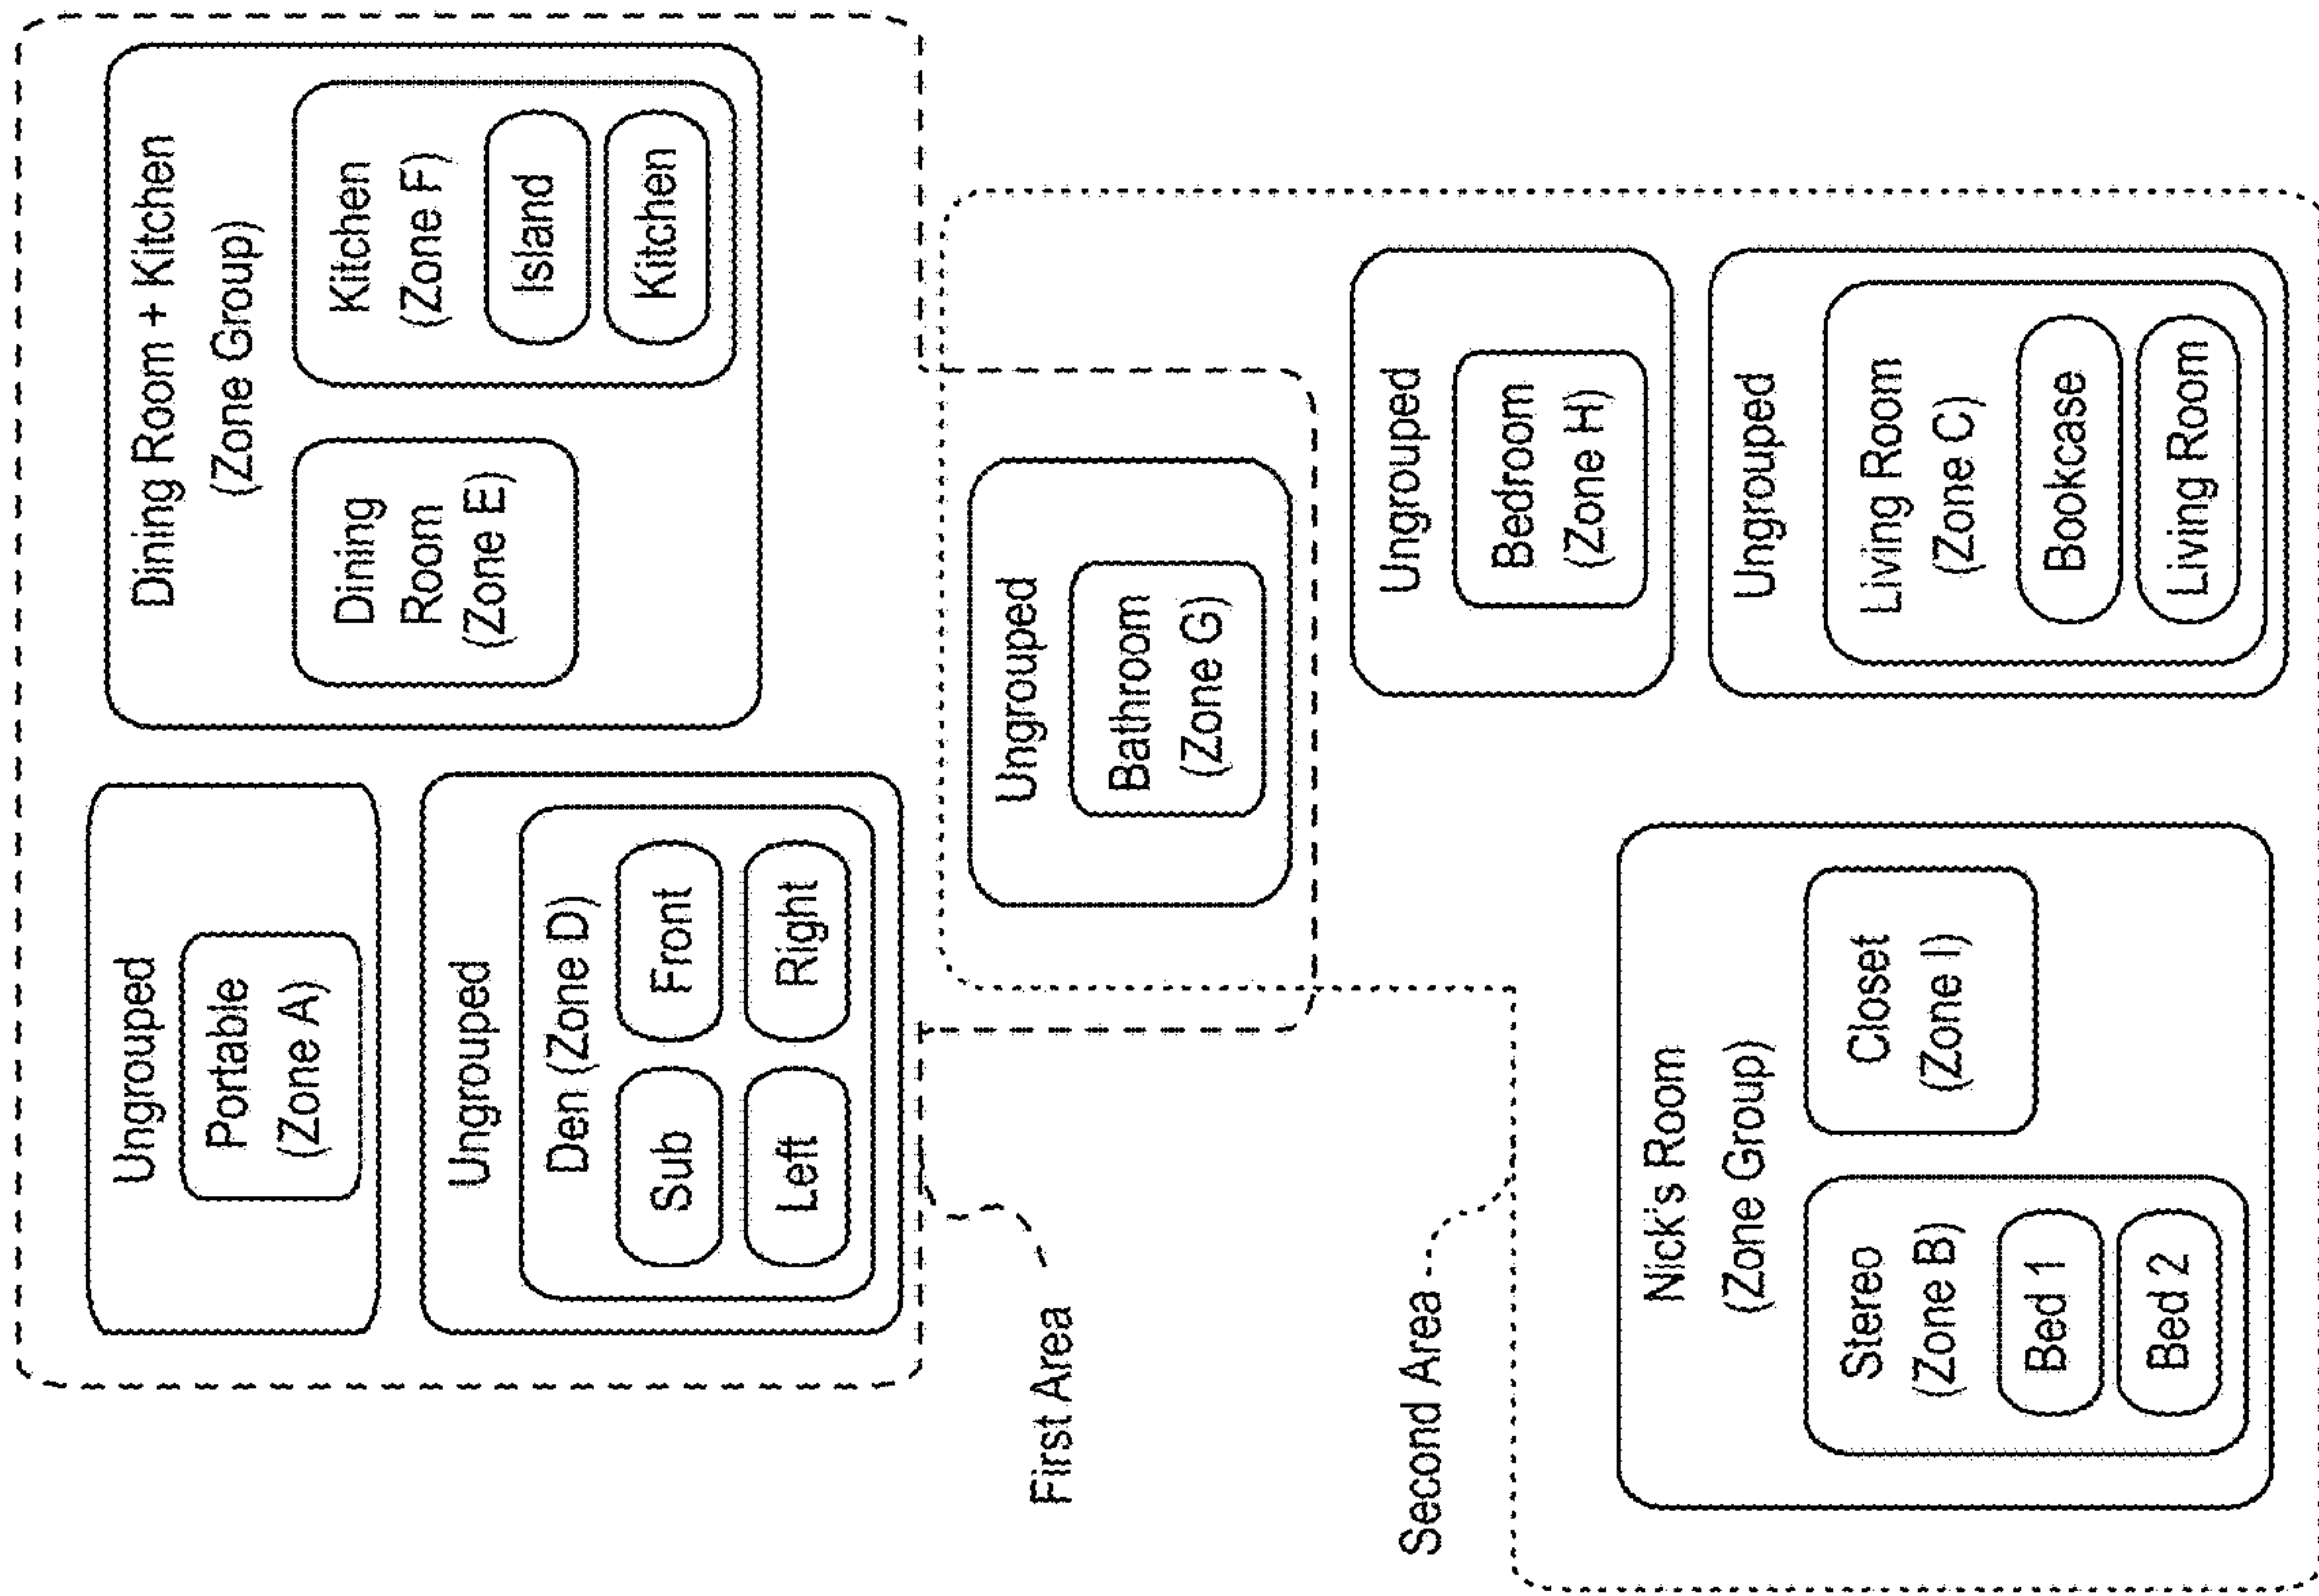 Ungrouped
Portable
(Zone A)
Ungrouped
Den (Zone D)
Sub
Front
Left
Right
Dining Room + Kitchen
(Zone Group)
Dining
Room
(Zone E)
Kitchen
(Zone F)
Island
Kitchen
First Area
Ungrouped
Bathroom
(Zone G)
Second Area
Ungrouped
Bedroom
(Zone H)
Nick's Room
(Zone Group)
Stereo
(Zone B)
Bed 1
Bed 2
Closet
(Zone I)
Ungrouped
Living Room
(Zone C)
Bookcase
Living Room